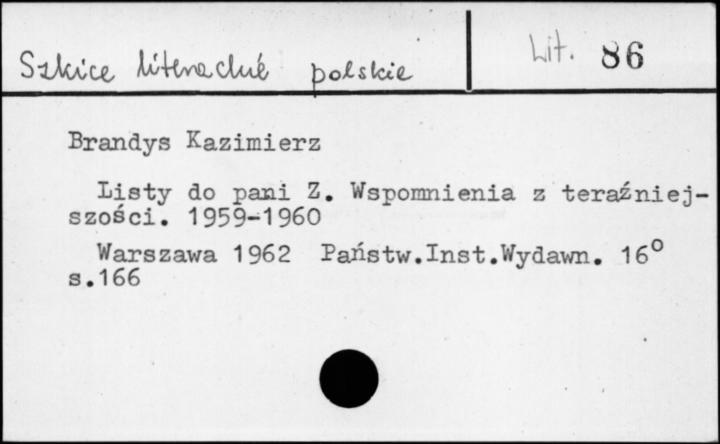 Szkice literackie polskie
Lit. 86
Brandys Kazimierz
Listy do pani Z. Wspomnienia z teraźniej-
szości. 1959-1960
Warszawa 1962 Państw.Inst.Wydawn. 16°
s.166